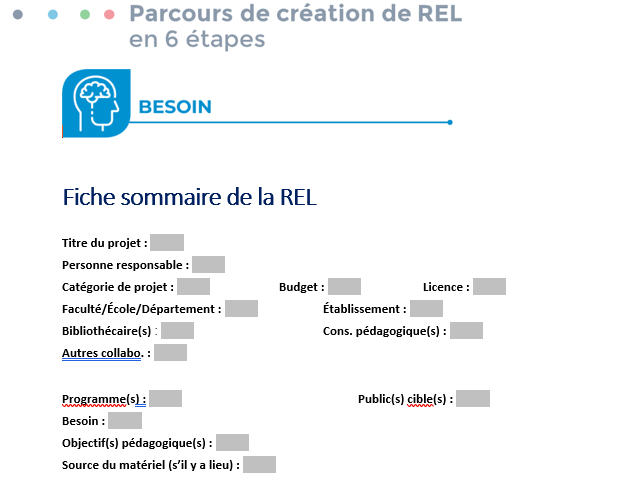 Parcours de création de REL
en 6 étapes
BESOIN
Fiche sommaire de la REL
Titre du projet :
Personne responsable :
Catégorie de projet : Budget : Licence :
Faculté/École/Département : Établissement :
Bibliothécaire(s) : Cons. pédagogique(s) :
Autres collabo. :
Programme(s) : Public(s) cible(s) :
Besoin :
Objectif(s) pédagogique(s) :
Source du matériel (s’il y a lieu) :